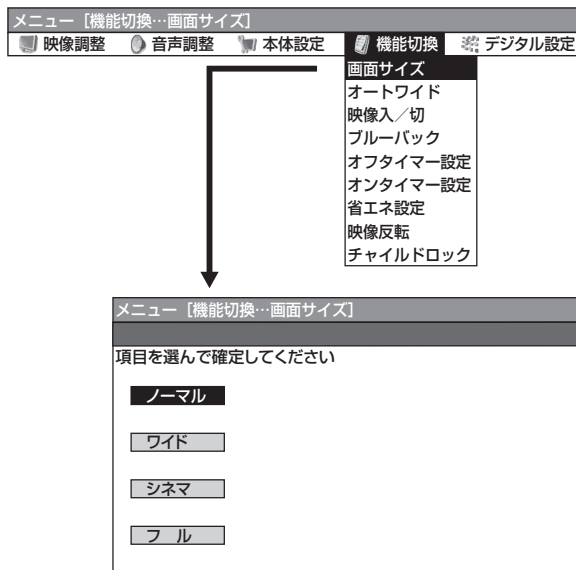 メニュー［機能切換…画面サイズ］
映像調整 音声調整 本体設定 機能切換 デジタル設定
画面サイズ
オートワイド
映像入／切
ブルーバック
オフタイマー設定
オンタイマー設定
省エネ設定
映像反転
チャイルドロック
メニュー［機能切換…画面サイズ］
項目を選んで確定してください
ノーマル
ワイド
シネマ
フ ル